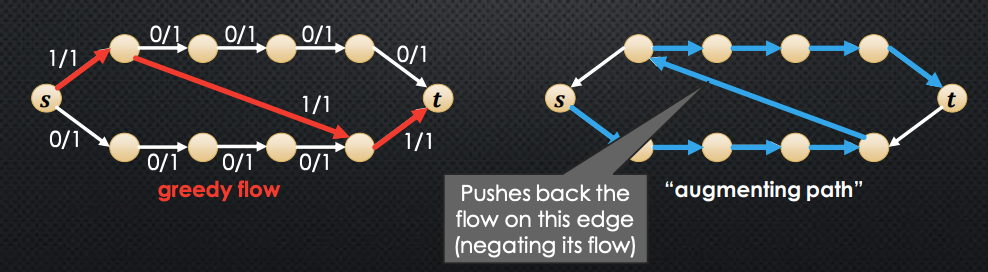 0/1 0/1 0/1
1/1
0/1
s
t
1/1
0/1
1/1
0/1 0/1 0/1
greedy flow
s
t
Pushes back the
flow on this edge
(negating its flow)
“augmenting path”